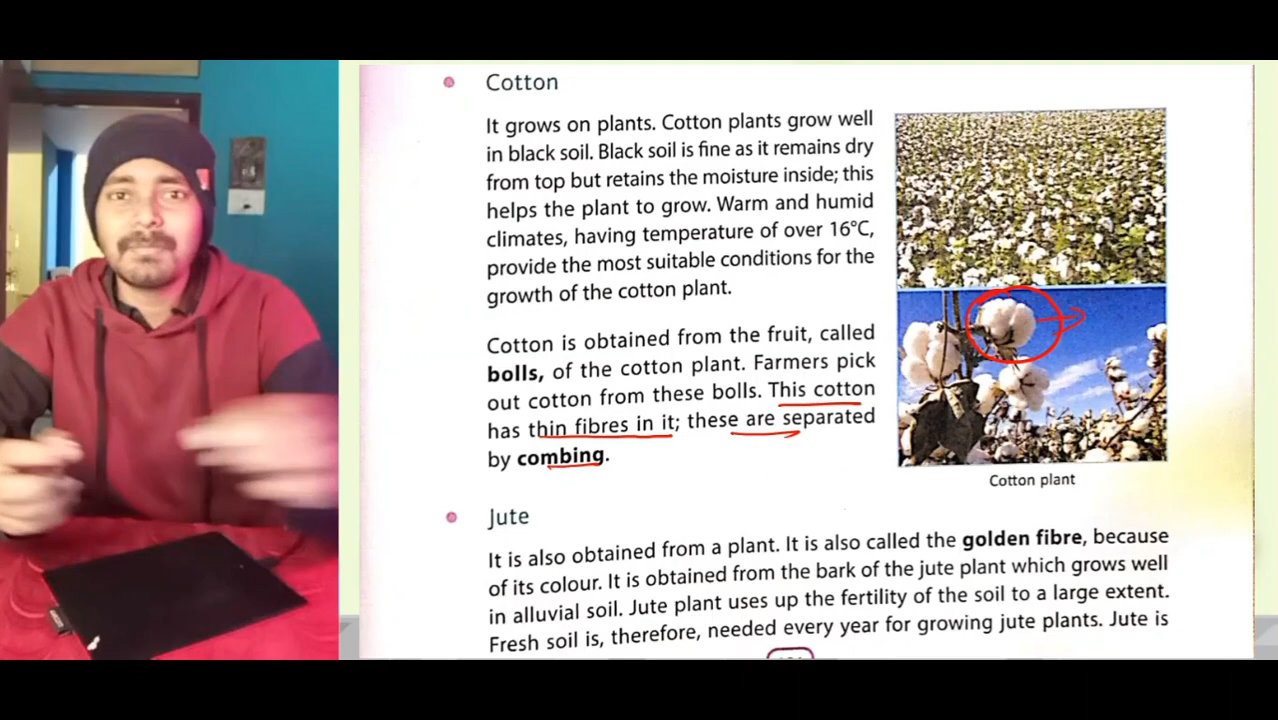 Cotton
It grows on plants. Cotton plants grow well
in black soil. Black soil is fine as it remains dry
from top but retains the moisture inside; this
helps the plant to grow. Warm and humid
climates, having temperature of over 16°C,
provide the most suitable conditions for the
growth of the cotton plant.
Cotton is obtained from the fruit, called
bolls, of the cotton plant. Farmers pick
out cotton from these bolls. This cotton
has thin fibres in it; these are separated
by combing.
Cotton plant
Jute
It is also obtained from a plant. It is also called the golden fibre, because
of its colour. It is obtained from the bark of the jute plant which grows well
in alluvial soil. Jute plant uses up the fertility of the soil to a large extent.
Fresh soil is, therefore, needed every year for growing jute plants. Jute is